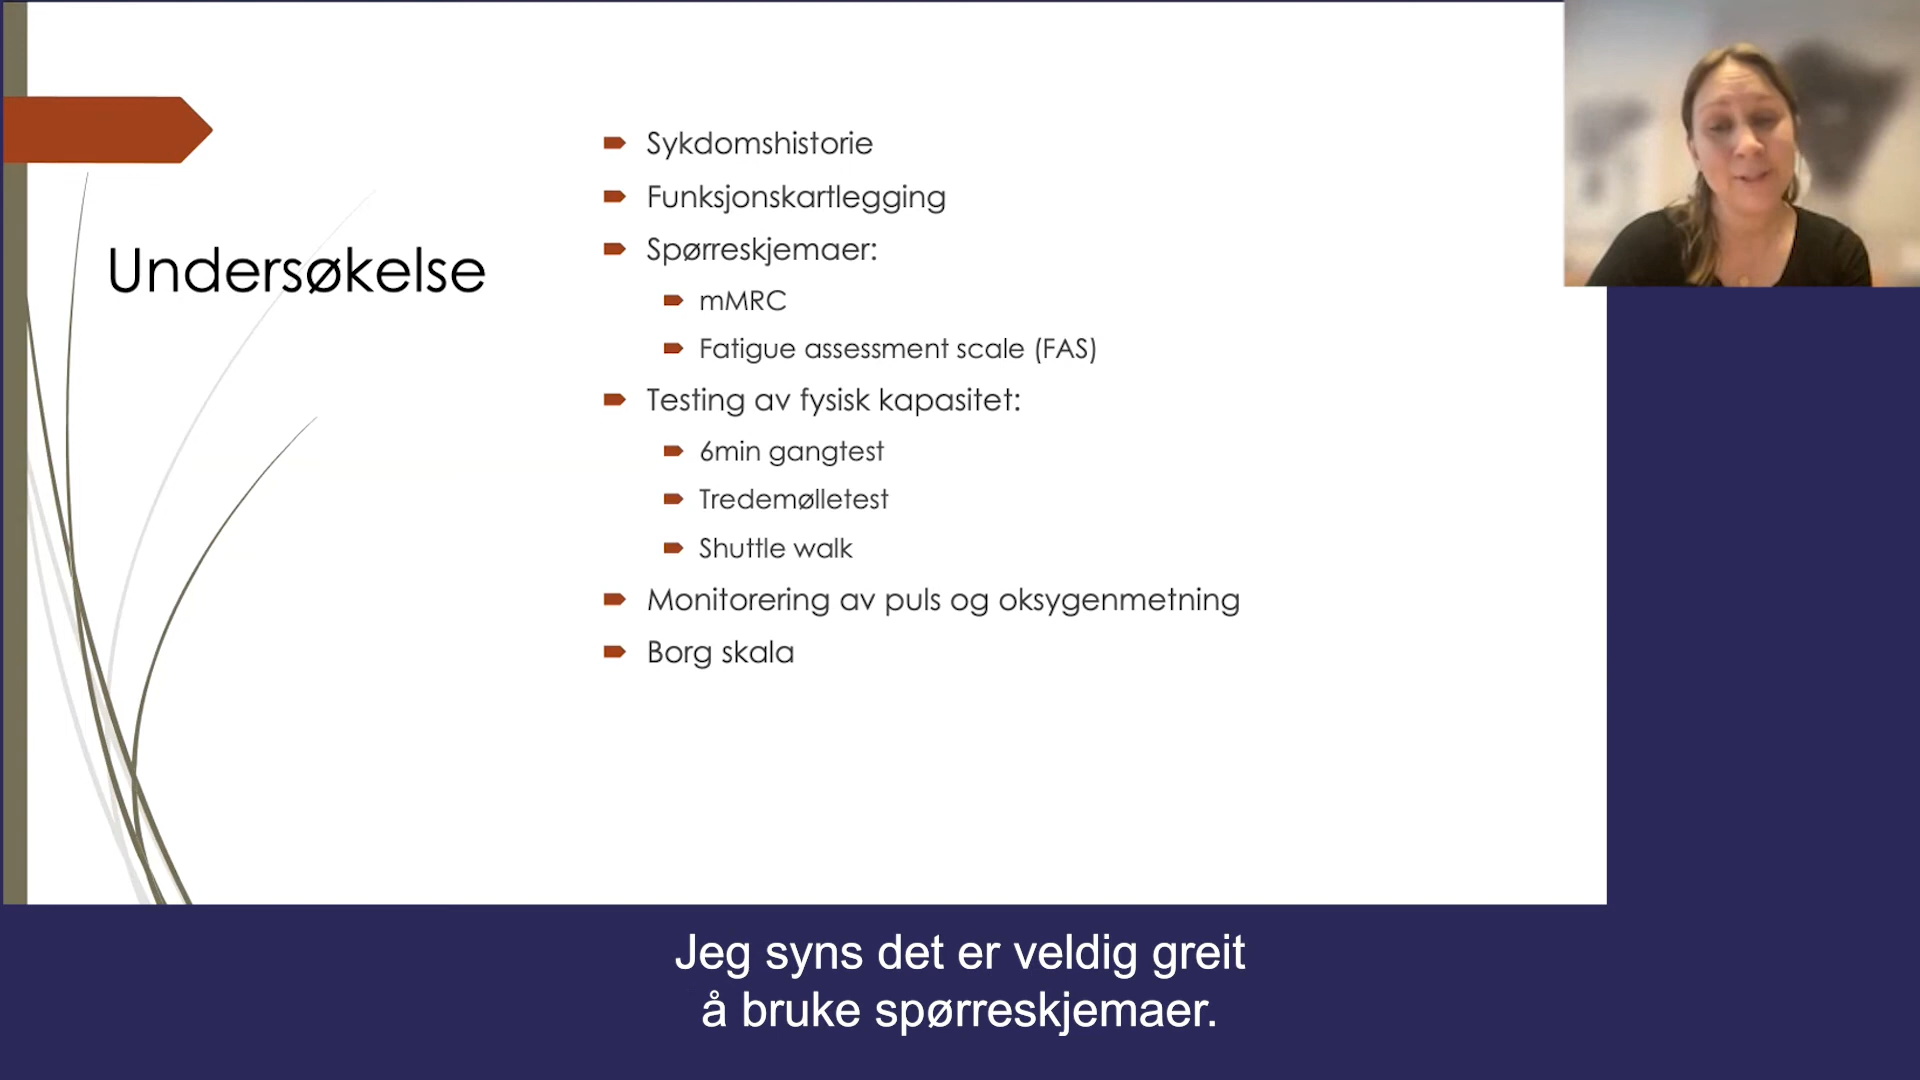 Undersøkelse
Sykdomshistorie
Funksjonskartlegging
Spørreskjemaer:
mMRC
Fatigue assessment scale (FAS)
Testing av fysisk kapasitet:
6min gangtest
Tredemølletest
Shuttle walk
Monitorering av puls og oksygenmetning
Borg skala
Jeg syns det er veldig greit
å bruke spørreskjemaer.